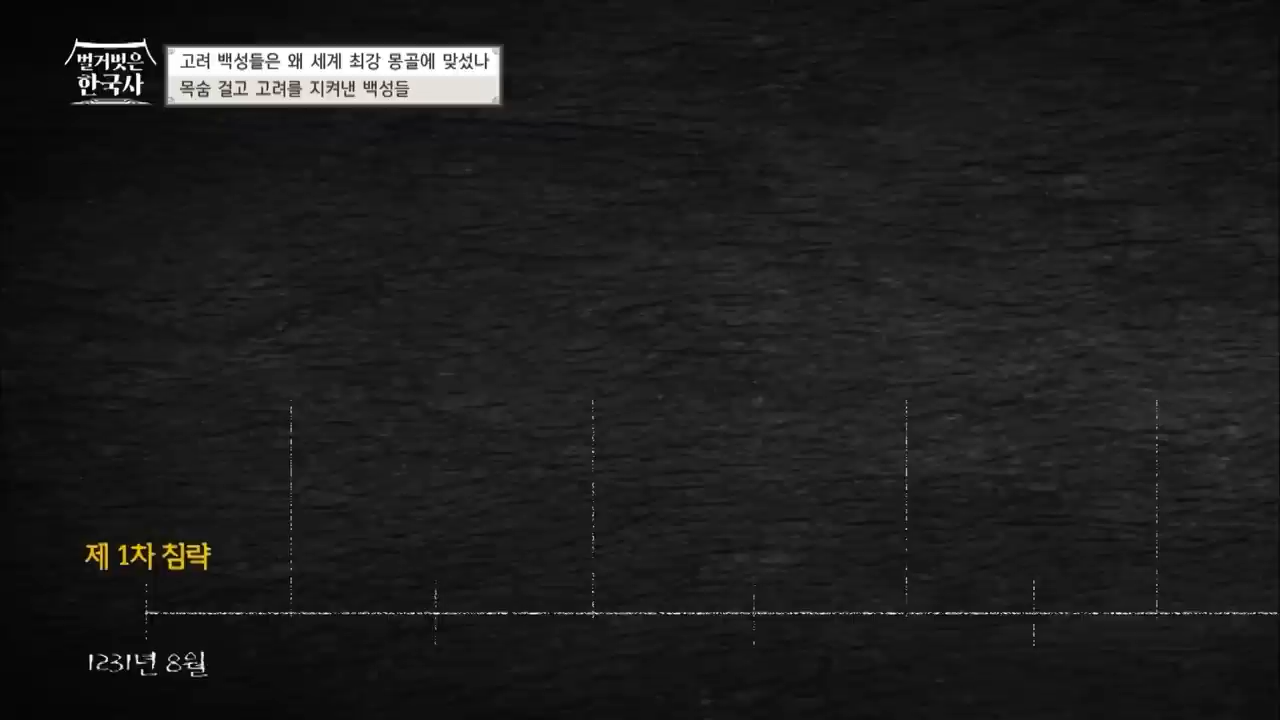 벌거벗은
한국사
고려 백성들은 왜 세계 최강 몽골에 맞섰나
목숨 걸고 고려를 지켜낸 백성들
제 1차 침략
1231년 8월